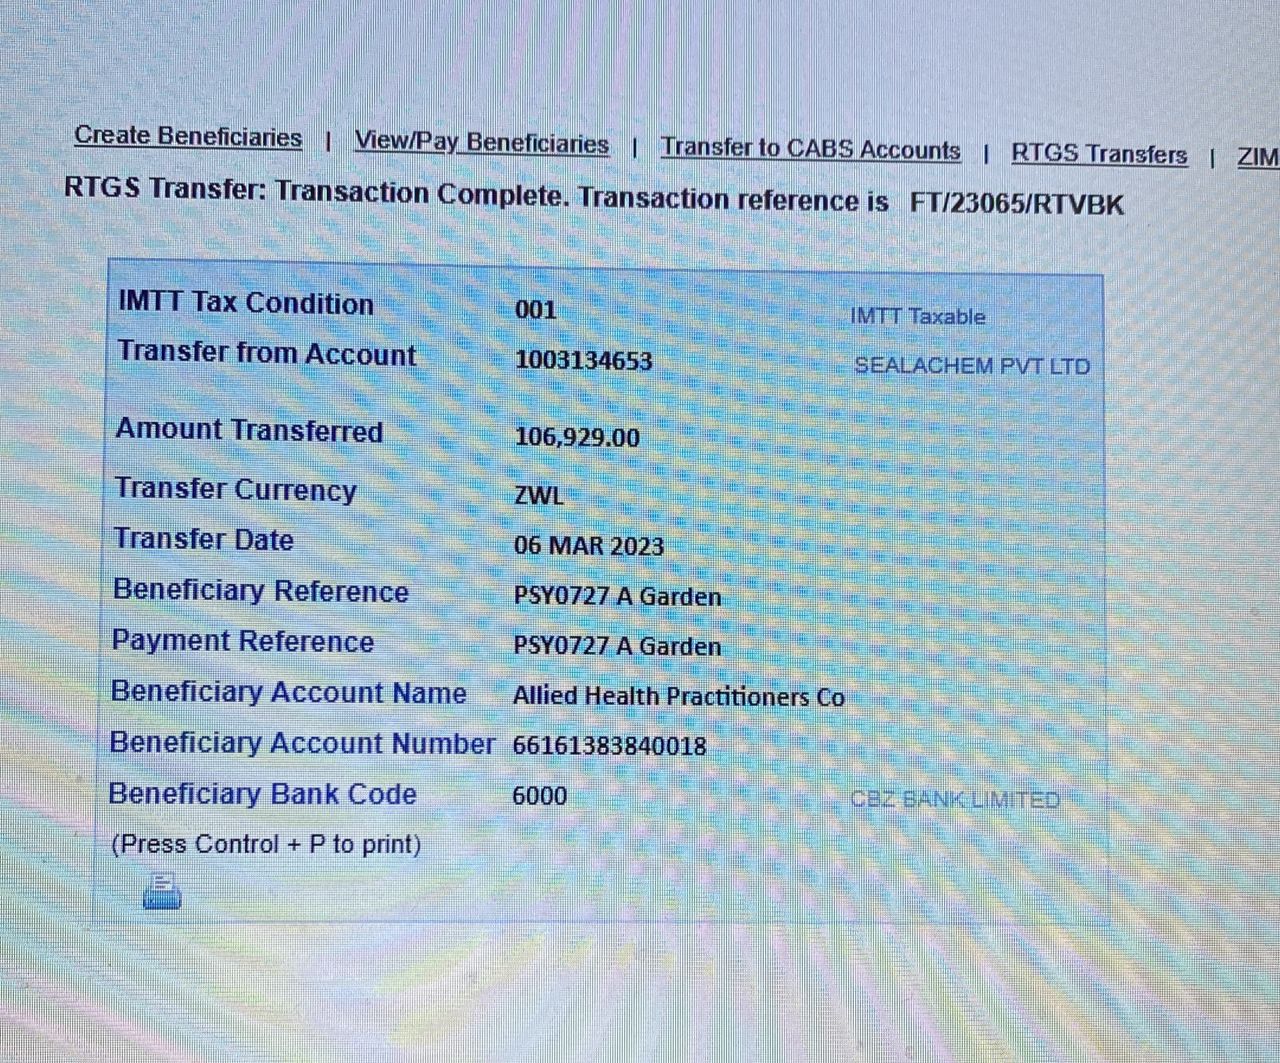 Create Beneficiaries | View/Pay Beneficiaries | Transfer to CABS Accounts | RTGS Transfers | ZIM
RTGS Transfer: Transaction Complete. Transaction reference is FT/23065/RTVBK
IMTT Tax Condition 001 IMTT Taxable
Transfer from Account 1003134653 SEALACHEM PVT LTD
Amount Transferred 106,929.00
Transfer Currency ZWL
Transfer Date 06 MAR 2023
Beneficiary Reference PSY0727 A Garden
Payment Reference PSY0727 A Garden
Beneficiary Account Name Allied Health Practitioners Co
Beneficiary Account Number 66161383840018
Beneficiary Bank Code 6000 CBZ BANK LIMITED
(Press Control + P to print)